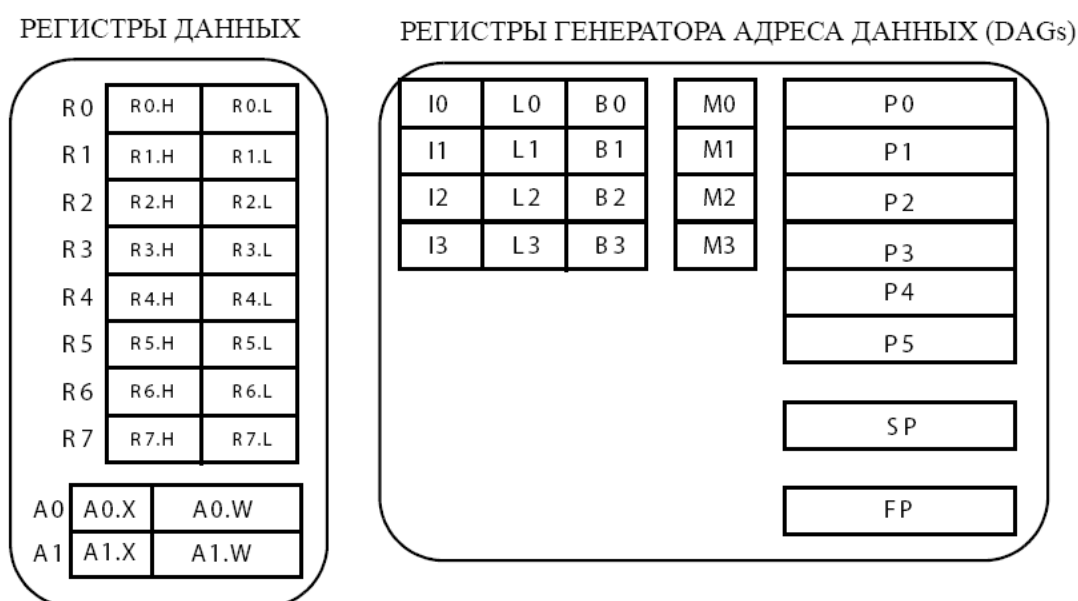 РЕГИСТРЫ ДАННЫХ
R0 R0.H R0.L
R1 R1.H R1.L
R2 R2.H R2.L
R3 R3.H R3.L
R4 R4.H R4.L
R5 R5.H R5.L
R6 R6.H R6.L
R7 R7.H R7.L
A0 A0.X A0.W
A1 A1.X A1.W
РЕГИСТРЫ ГЕНЕРАТОРА АДРЕСА ДАННЫХ (DAGs)
I0 L0 B0 M0 P0
I1 L1 B1 M1 P1
I2 L2 B2 M2 P2
I3 L3 B3 M3 P3
P4
P5
SP
FP